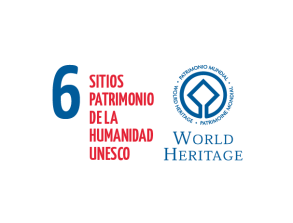 6
SITIOS
PATRIMONIO
DE LA
HUMANIDAD
UNESCO
PATRIMONIO MUNDIAL • WORLD HERITAGE • PATRIMOINE MONDIAL •
WORLD
HERITAGE